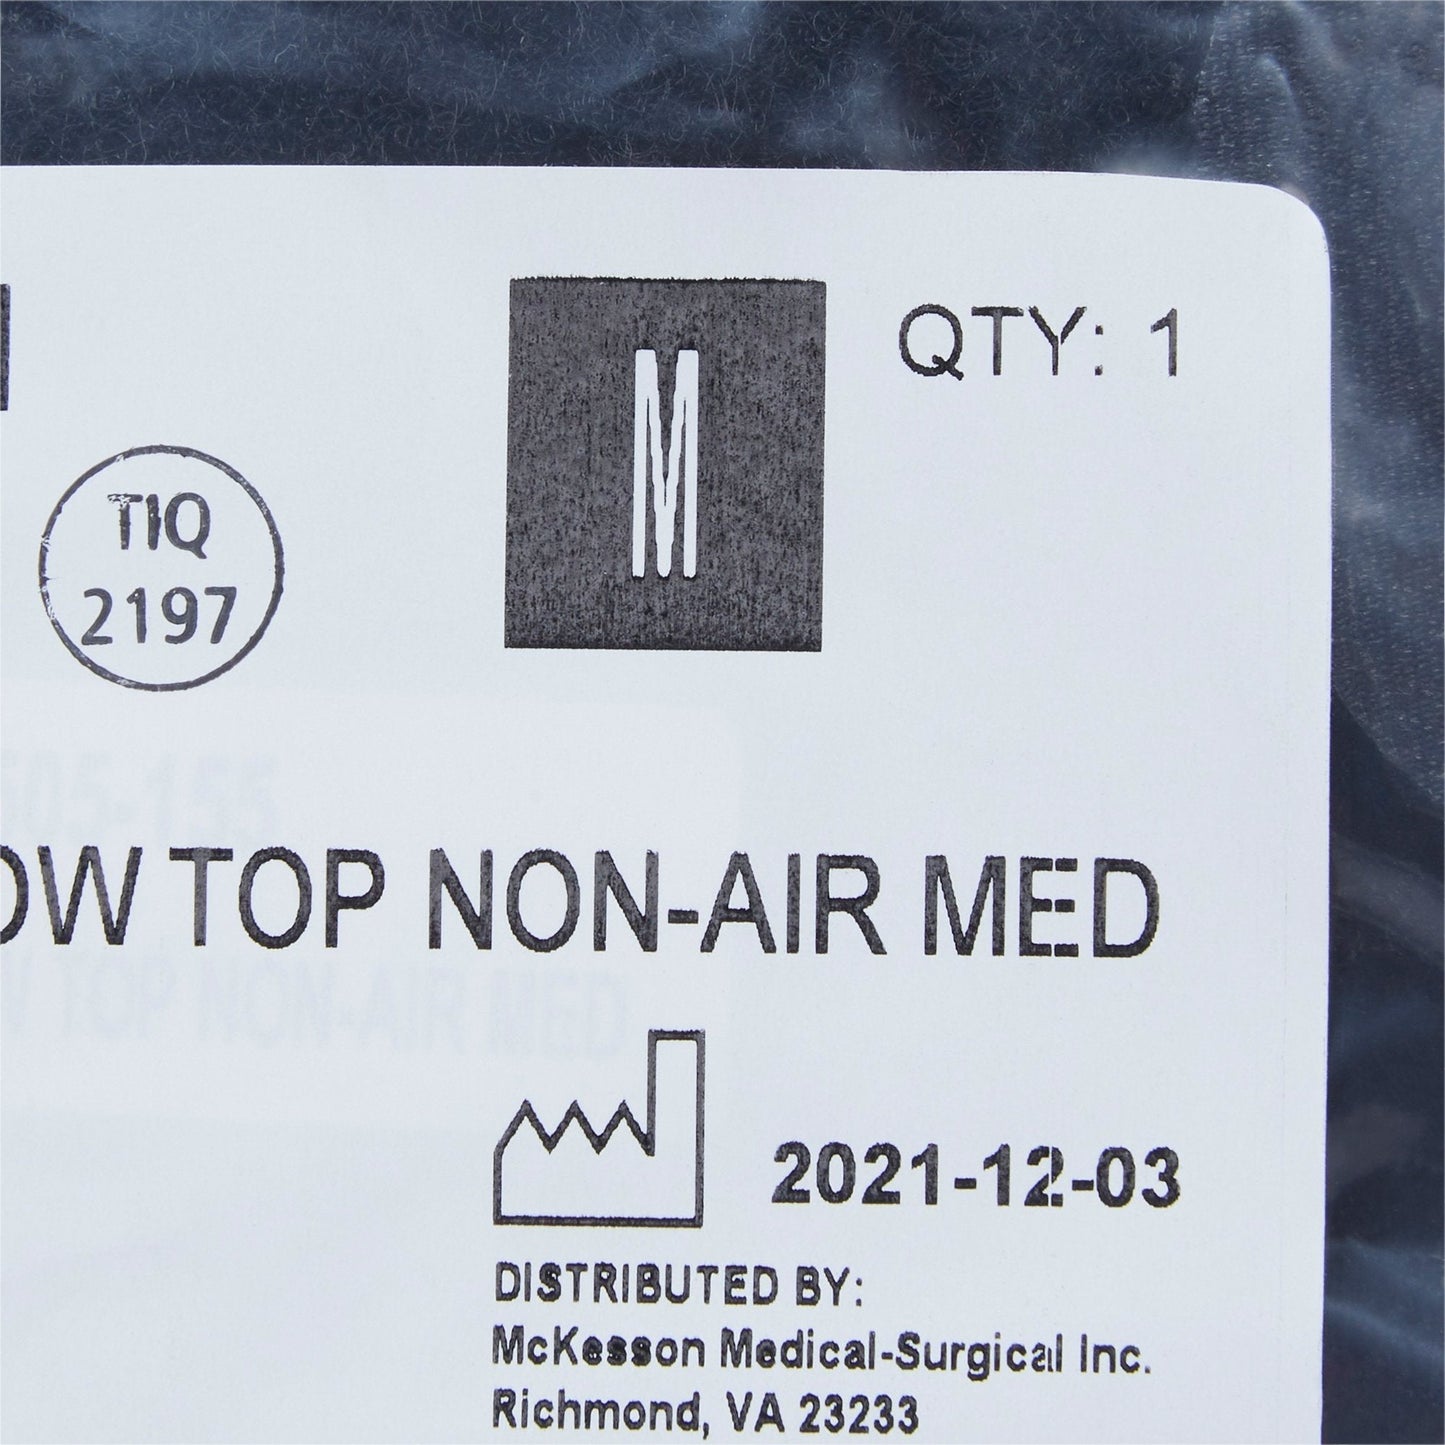 M
QTY: 1
TIQ
2197
OW TOP NON-AIR MED
2021-12-03
DISTRIBUTED BY:
McKesson Medical-Surgical Inc.
Richmond, VA 23233